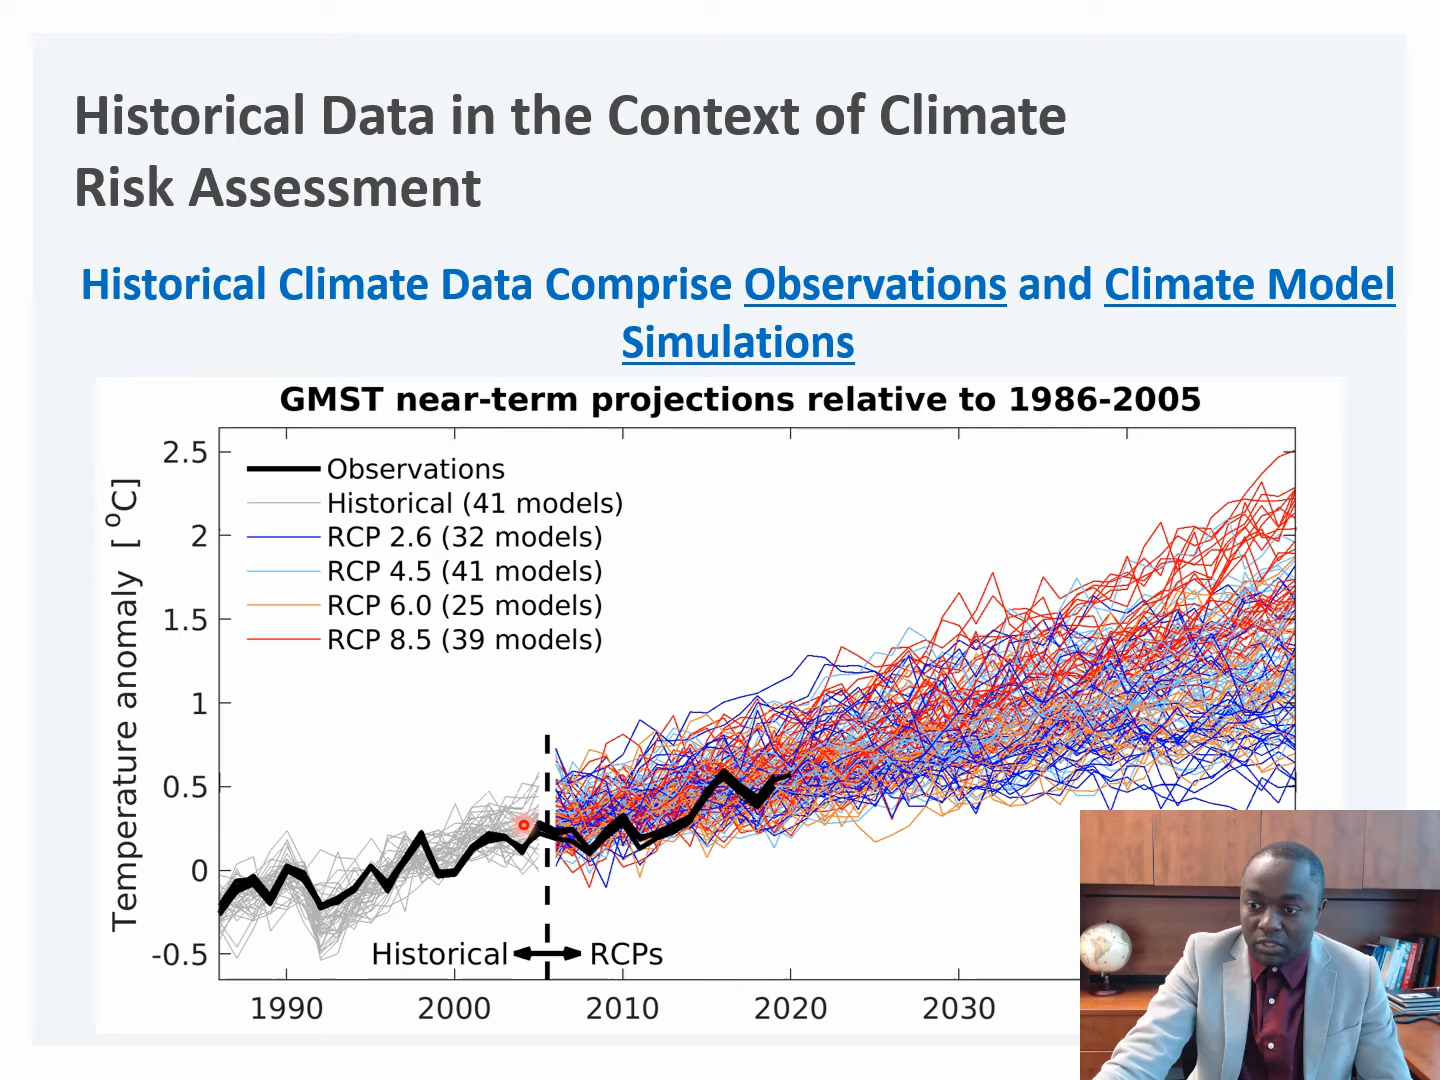 Historical Data in the Context of Climate
Risk Assessment
Historical Climate Data Comprise Observations and Climate Model
Simulations
GMST near-term projections relative to 1986-2005
Temperature anomaly [ °C]
2.5
2
1.5
1
0.5
0
-0.5
Observations
Historical (41 models)
RCP 2.6 (32 models)
RCP 4.5 (41 models)
RCP 6.0 (25 models)
RCP 8.5 (39 models)
Historical
RCPs
1990
2000
2010
2020
2030